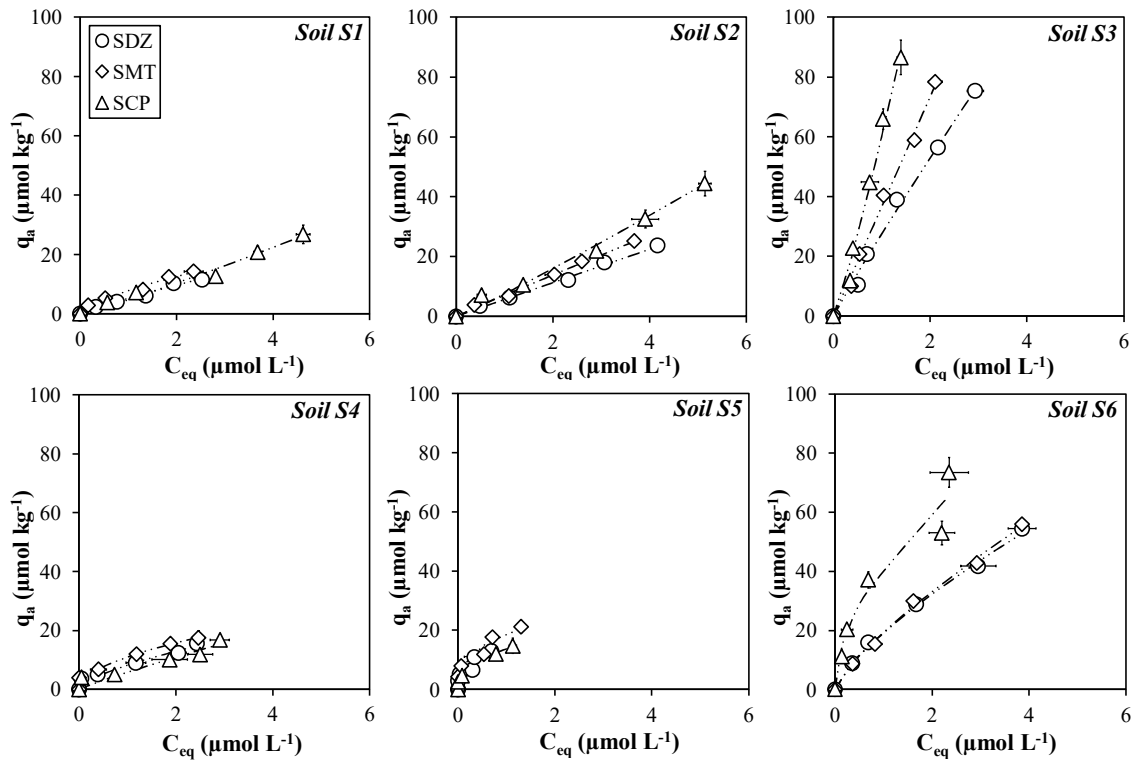 Soil S1
SDZ
SMT
SCP
100
80
60
40
20
0
qa (µmol kg-1)
0 2 4 6
Ceq (µmol L-1)
Soil S2
100
80
60
40
20
0
qa (µmol kg-1)
0 2 4 6
Ceq (µmol L-1)
Soil S3
100
80
60
40
20
0
qa (µmol kg-1)
0 2 4 6
Ceq (µmol L-1)
Soil S4
100
80
60
40
20
0
qa (µmol kg-1)
0 2 4 6
Ceq (µmol L-1)
Soil S5
100
80
60
40
20
0
qa (µmol kg-1)
0 2 4 6
Ceq (µmol L-1)
Soil S6
100
80
60
40
20
0
qa (µmol kg-1)
0 2 4 6
Ceq (µmol L-1)